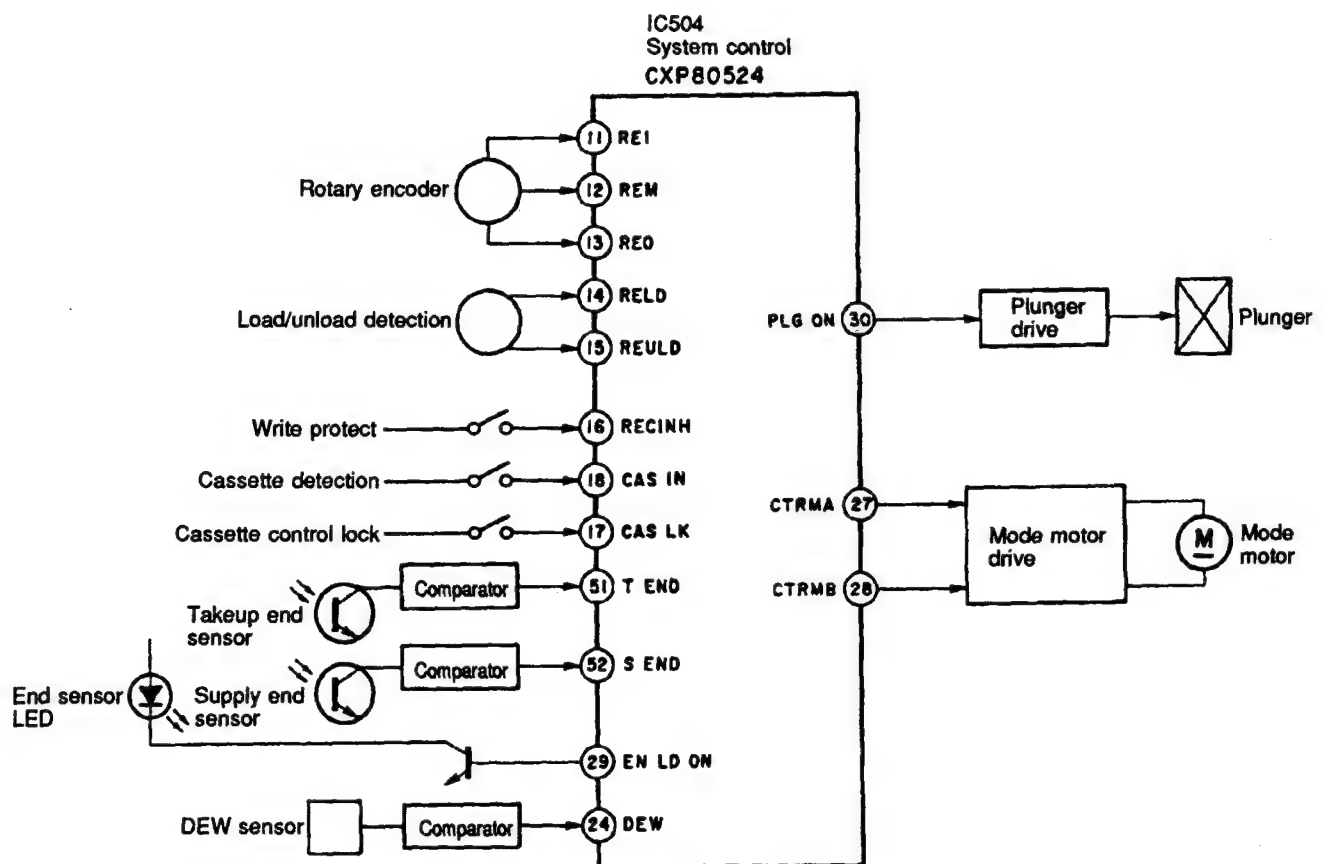 IC504
System control
CXP80524
Rotary encoder
11 REI
12 REM
13 REO
Load/unload detection
14 RELD
15 REULD
PLG ON 30
Plunger
drive
Plunger
Write protect
16 RECINH
Cassette detection
18 CAS IN
Cassette control lock
17 CAS LK
CTRMA 27
CTRMB 28
Mode motor
drive
M
Mode
motor
Takeup end
sensor
Comparator
51 T END
Supply end
sensor
Comparator
52 S END
End sensor
LED
29 EN LD ON
DEW sensor
Comparator
24 DEW